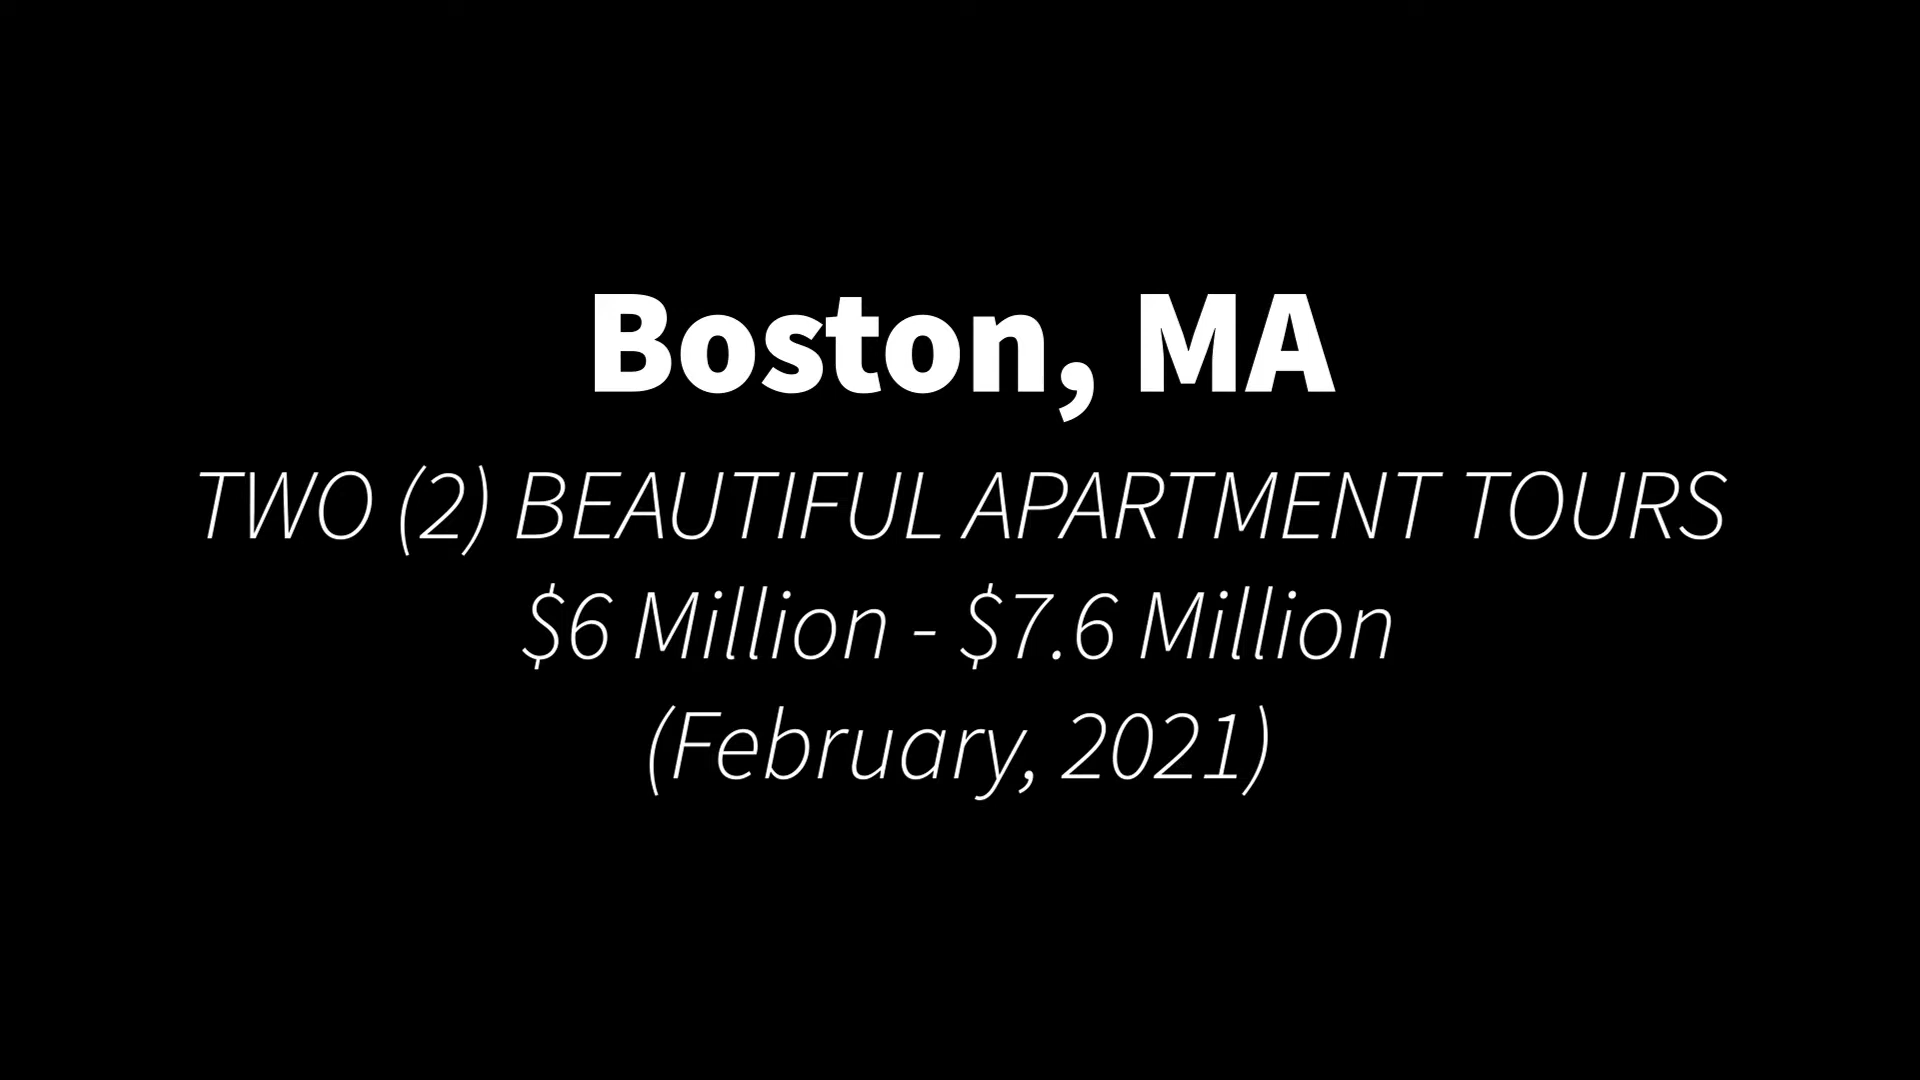 Boston, MA
TWO (2) BEAUTIFUL APARTMENT TOURS
$6 Million - $7.6 Million
(February, 2021)